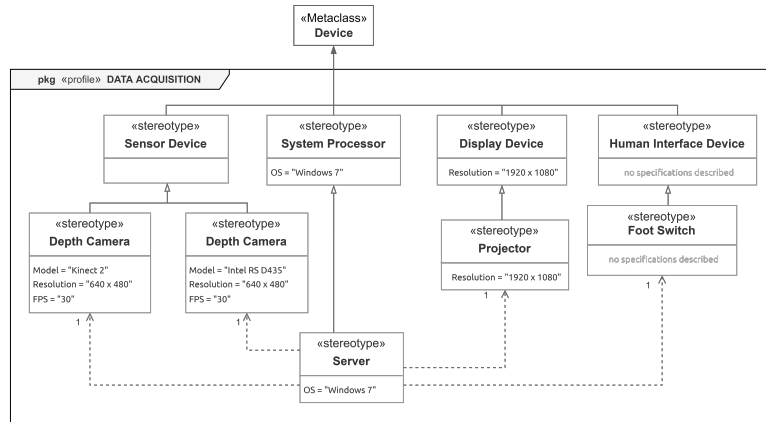 «Metaclass»
Device
pkg «profile» DATA ACQUISITION
«stereotype»
Sensor Device
«stereotype»
System Processor
OS = "Windows 7"
«stereotype»
Display Device
Resolution = "1920 x 1080"
«stereotype»
Human Interface Device
no specifications described
«stereotype»
Depth Camera
Model = "Kinect 2"
Resolution = "640 x 480"
FPS = "30"
«stereotype»
Depth Camera
Model = "Intel RS D435"
Resolution = "640 x 480"
FPS = "30"
«stereotype»
Projector
Resolution = "1920 x 1080"
«stereotype»
Foot Switch
no specifications described
1
1
1
1
«stereotype»
Server
OS = "Windows 7"